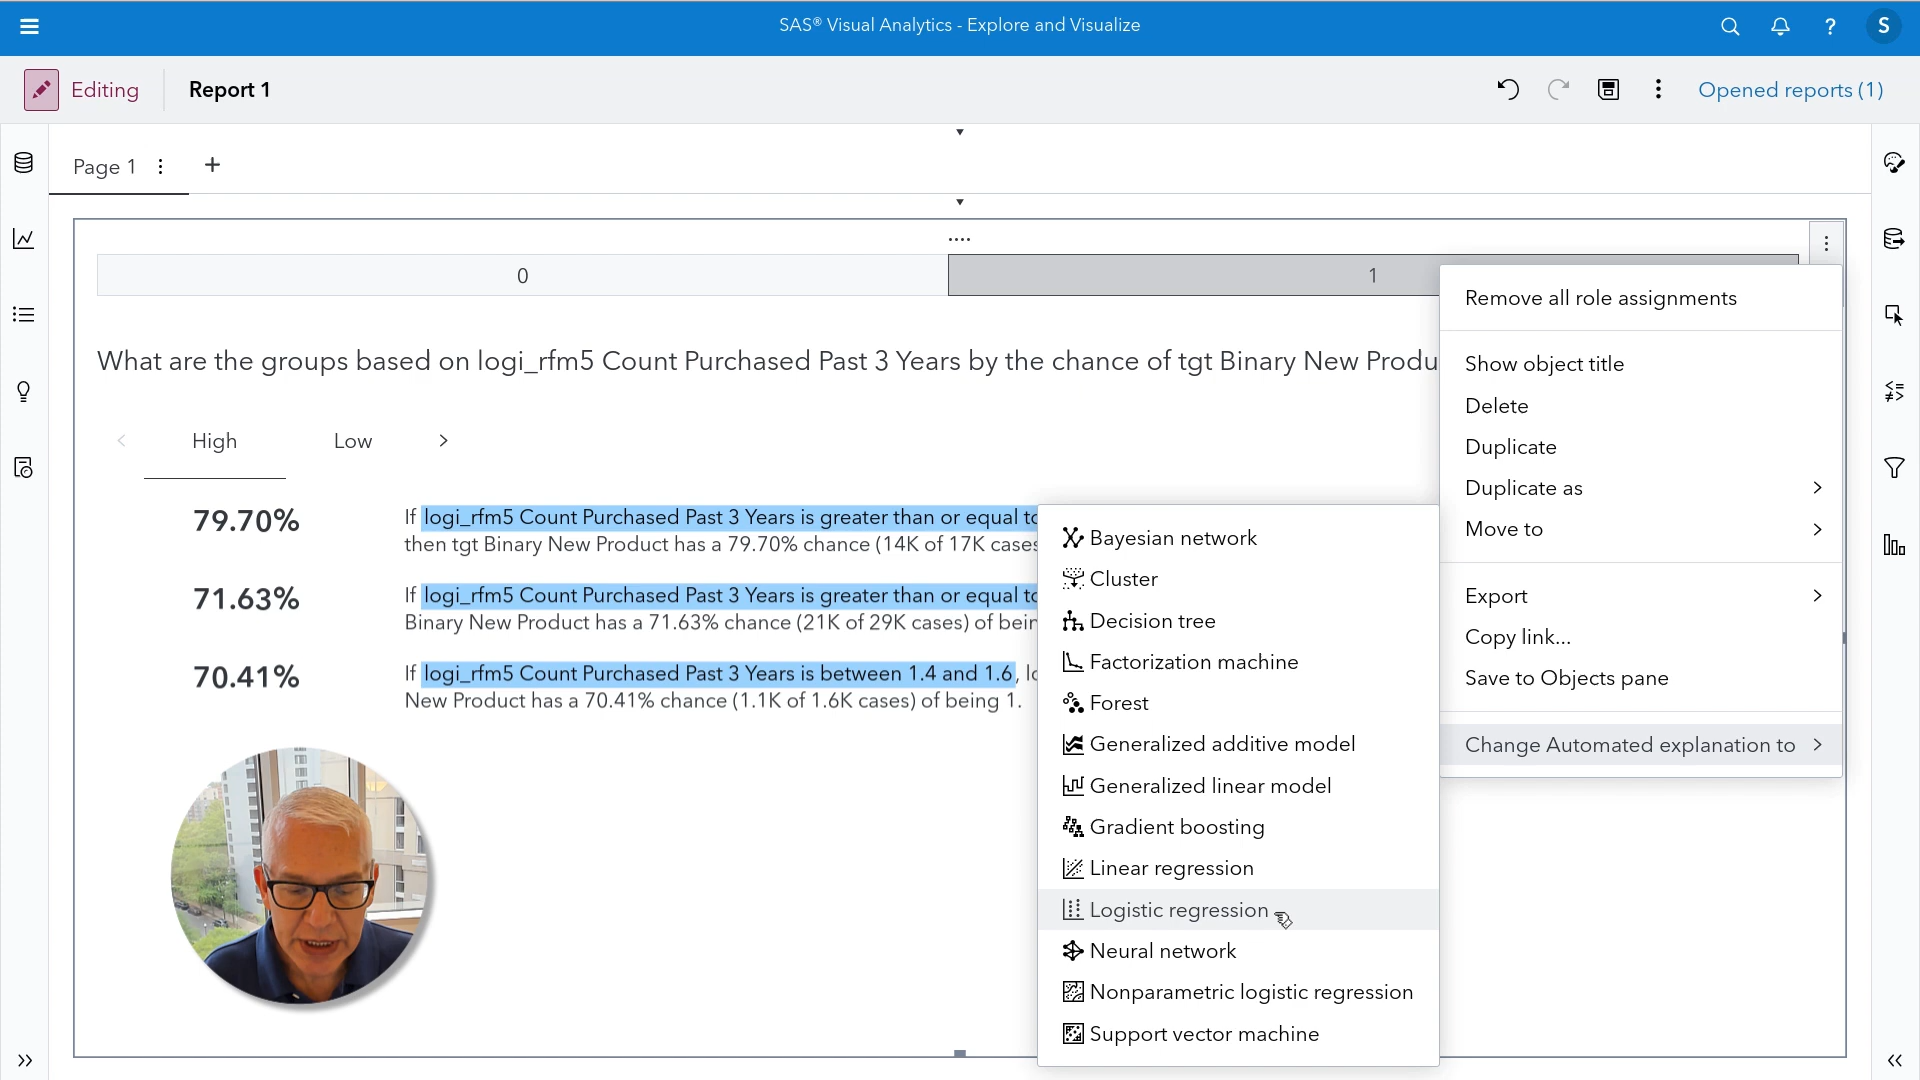 SAS® Visual Analytics - Explore and Visualize
?
S
Editing
Report 1
Opened reports (1)
Page 1
0
1
What are the groups based on logi_rfm5 Count Purchased Past 3 Years by the chance of tgt Binary New Produ
High
Low
79.70%
If logi_rfm5 Count Purchased Past 3 Years is greater than or equal to
then tgt Binary New Product has a 79.70% chance (14K of 17K cases
71.63%
If logi_rfm5 Count Purchased Past 3 Years is greater than or equal to
Binary New Product has a 71.63% chance (21K of 29K cases) of bein
70.41%
If logi_rfm5 Count Purchased Past 3 Years is between 1.4 and 1.6, lo
New Product has a 70.41% chance (1.1K of 1.6K cases) of being 1.
Remove all role assignments
Show object title
Delete
Duplicate
Duplicate as
Move to
Export
Copy link...
Save to Objects pane
Change Automated explanation to
Bayesian network
Cluster
Decision tree
Factorization machine
Forest
Generalized additive model
Generalized linear model
Gradient boosting
Linear regression
Logistic regression
Neural network
Nonparametric logistic regression
Support vector machine